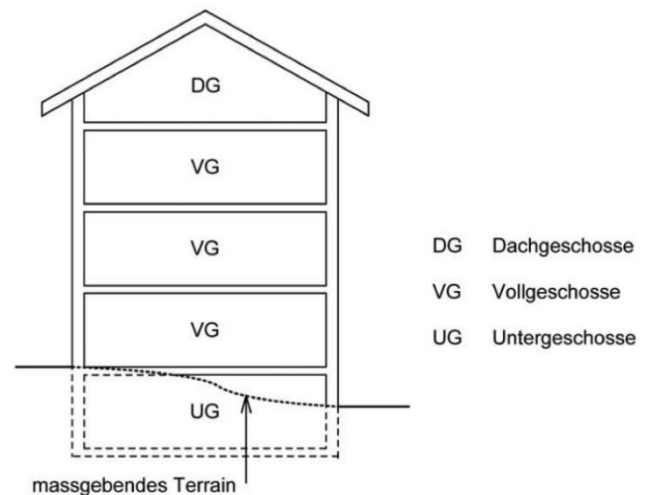 DG
VG
VG
VG
UG
massgebendes Terrain
DG Dachgeschosse
VG Vollgeschosse
UG Untergeschosse